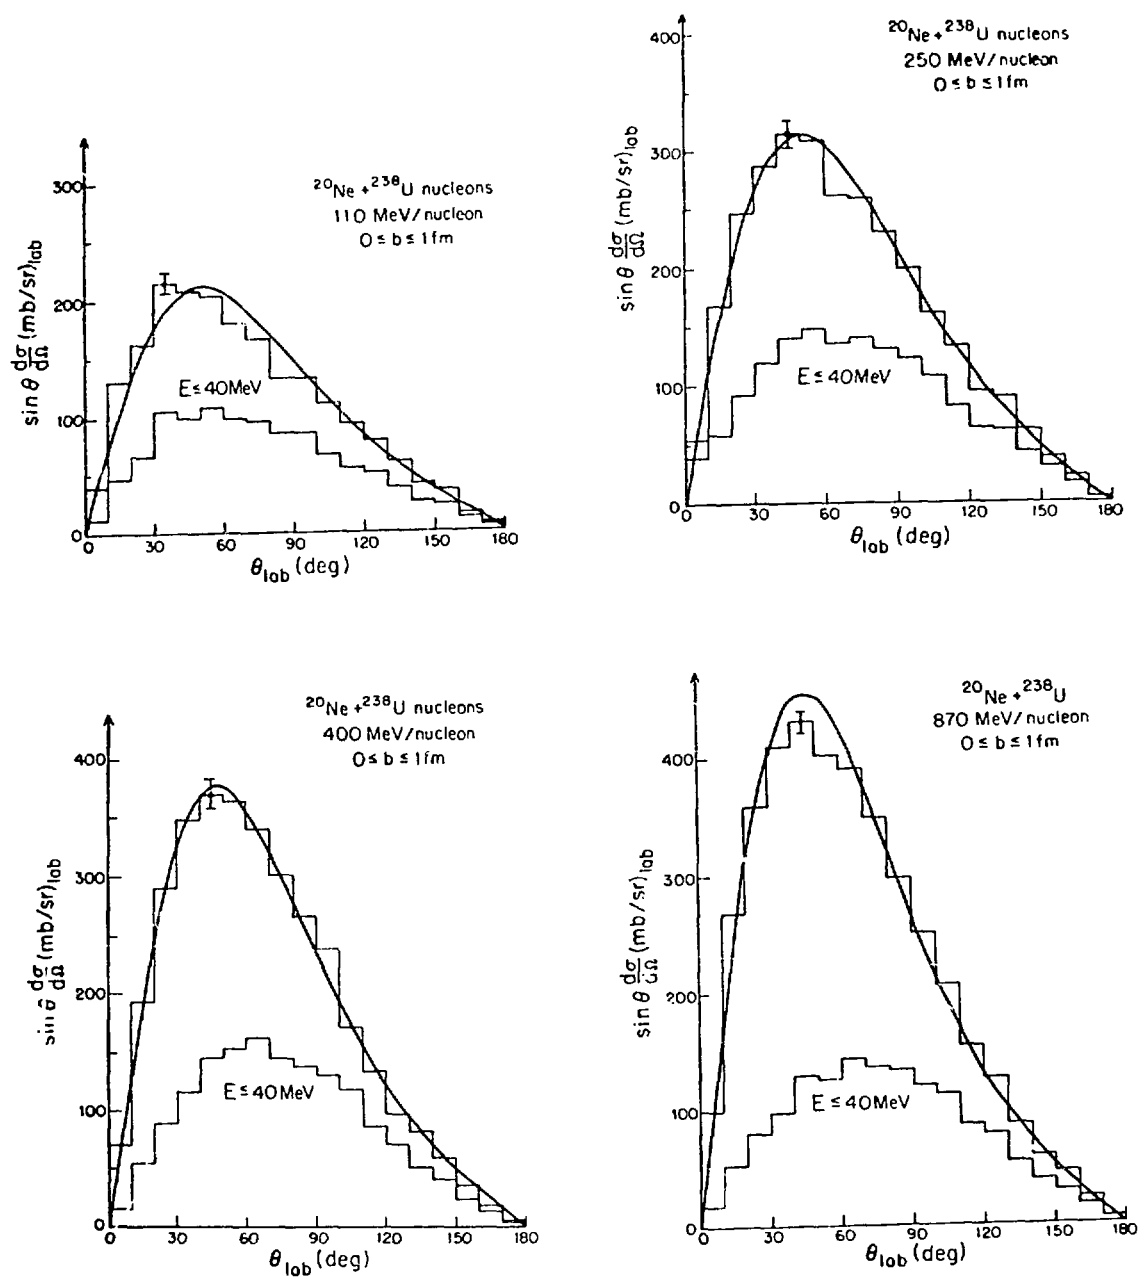 ²⁰Ne + ²³⁸U nucleons
110 MeV/nucleon
0 ≤ b ≤ 1 fm
sin θ dσ/dΩ (mb/sr)lab
300
200
100
0
E ≤ 40 MeV
0 30 60 90 120 150 180
θlab (deg)
²⁰Ne + ²³⁸U nucleons
250 MeV/nucleon
0 ≤ b ≤ 1 fm
sin θ dσ/dΩ (mb/sr)lab
400
300
200
100
0
E ≤ 40 MeV
0 30 60 90 120 150 180
θlab (deg)
²⁰Ne + ²³⁸U nucleons
400 MeV/nucleon
0 ≤ b ≤ 1 fm
sin θ dσ/dΩ (mb/sr)lab
400
300
200
100
0
E ≤ 40 MeV
0 30 60 90 120 150 180
θlab (deg)
²⁰Ne + ²³⁸U
870 MeV/nucleon
0 ≤ b ≤ 1 fm
sin θ dσ/dΩ (mb/sr)lab
400
300
200
100
0
E ≤ 40 MeV
0 30 60 90 120 150 180
θlab (deg)